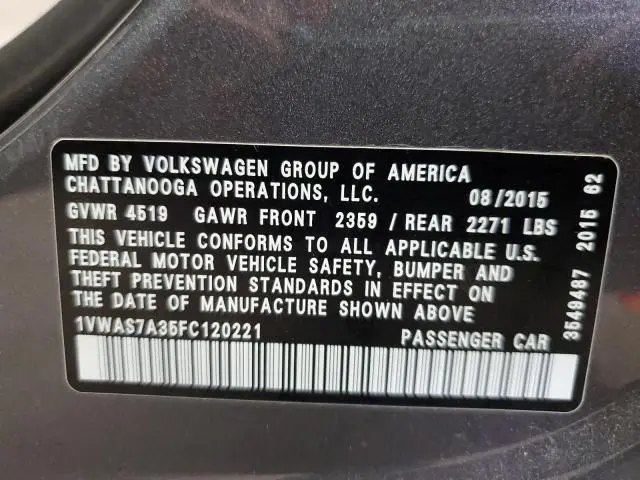 MFD BY VOLKSWAGEN GROUP OF AMERICA
CHATTANOOGA OPERATIONS, LLC. 08/2015
GVWR 4519 GAWR FRONT 2359 / REAR 2271 LBS
THIS VEHICLE CONFORMS TO ALL APPLICABLE U.S.
FEDERAL MOTOR VEHICLE SAFETY, BUMPER AND
THEFT PREVENTION STANDARDS IN EFFECT ON
THE DATE OF MANUFACTURE SHOWN ABOVE
1VWAS7A35FC120221 PASSENGER CAR
3549487 2015 62